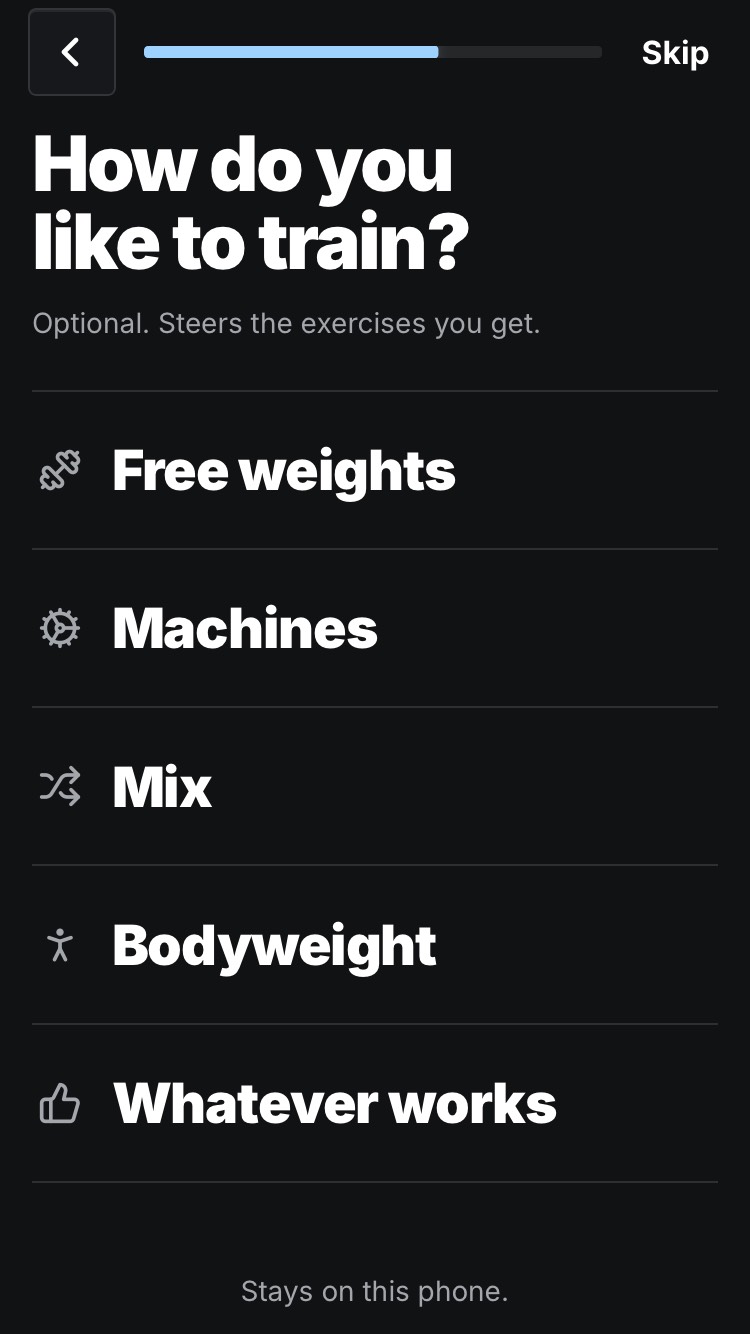 Skip
How do you
like to train?
Optional. Steers the exercises you get.
Free weights
Machines
Mix
Bodyweight
Whatever works
Stays on this phone.